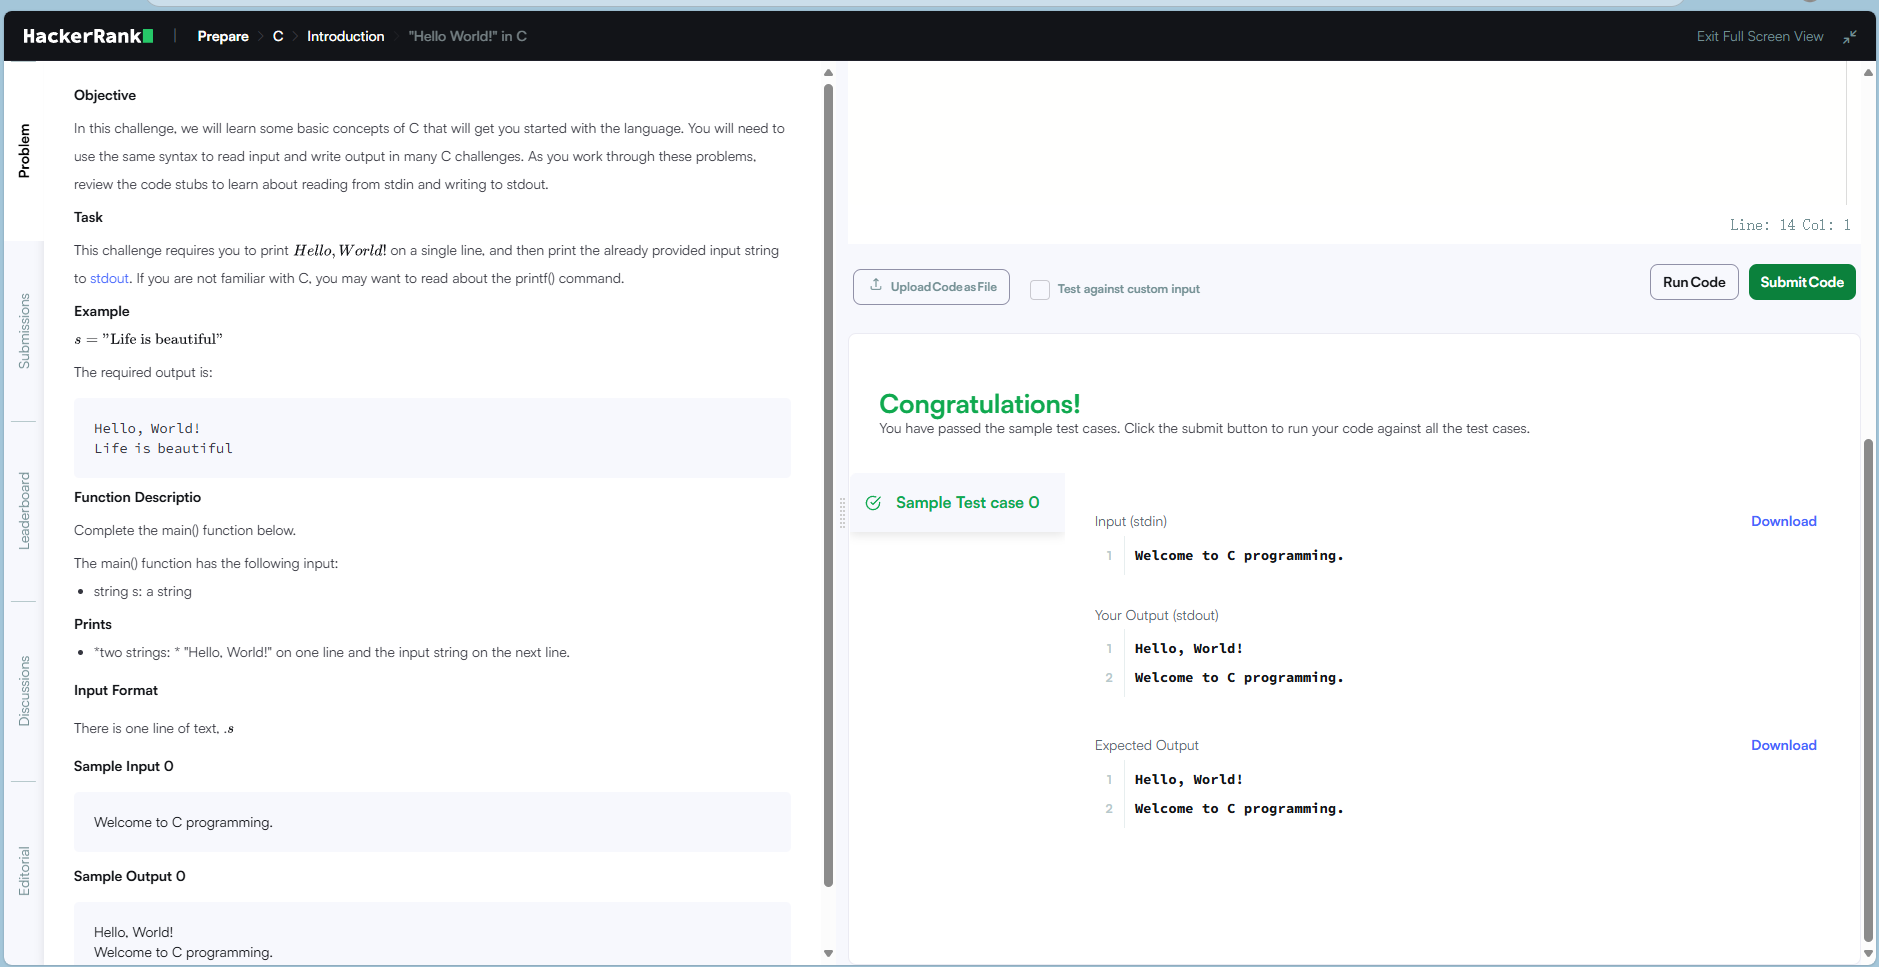 HackerRank
Prepare
C
Introduction
"Hello World!" in C
Exit Full Screen View
Problem
Submissions
Leaderboard
Discussions
Editorial
Objective
In this challenge, we will learn some basic concepts of C that will get you started with the language. You will need to
use the same syntax to read input and write output in many C challenges. As you work through these problems,
review the code stubs to learn about reading from stdin and writing to stdout.
Task
This challenge requires you to print Hello, World! on a single line, and then print the already provided input string
to stdout. If you are not familiar with C, you may want to read about the printf() command.
Example
s = ”Life is beautiful”
The required output is:
Hello, World!
Life is beautiful
Function Descriptio
Complete the main() function below.
The main() function has the following input:
• string s: a string
Prints
• *two strings: * "Hello, World!" on one line and the input string on the next line.
Input Format
There is one line of text, .s
Sample Input 0
Welcome to C programming.
Sample Output 0
Hello, World!
Welcome to C programming.
Line: 14 Col: 1
Upload Code as File
Test against custom input
Run Code
Submit Code
Congratulations!
You have passed the sample test cases. Click the submit button to run your code against all the test cases.
Sample Test case 0
Input (stdin)
Download
1 Welcome to C programming.
Your Output (stdout)
1 Hello, World!
2 Welcome to C programming.
Expected Output
Download
1 Hello, World!
2 Welcome to C programming.